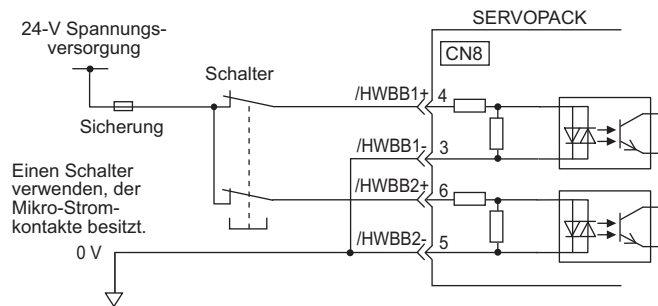 SERVOPACK
24-V Spannungs-
versorgung
CN8
Schalter
/HWBB1+ 4
Sicherung
/HWBB1- 3
Einen Schalter
verwenden, der
Mikro-Strom-
kontakte besitzt.
/HWBB2+ 6
/HWBB2- 5
0 V